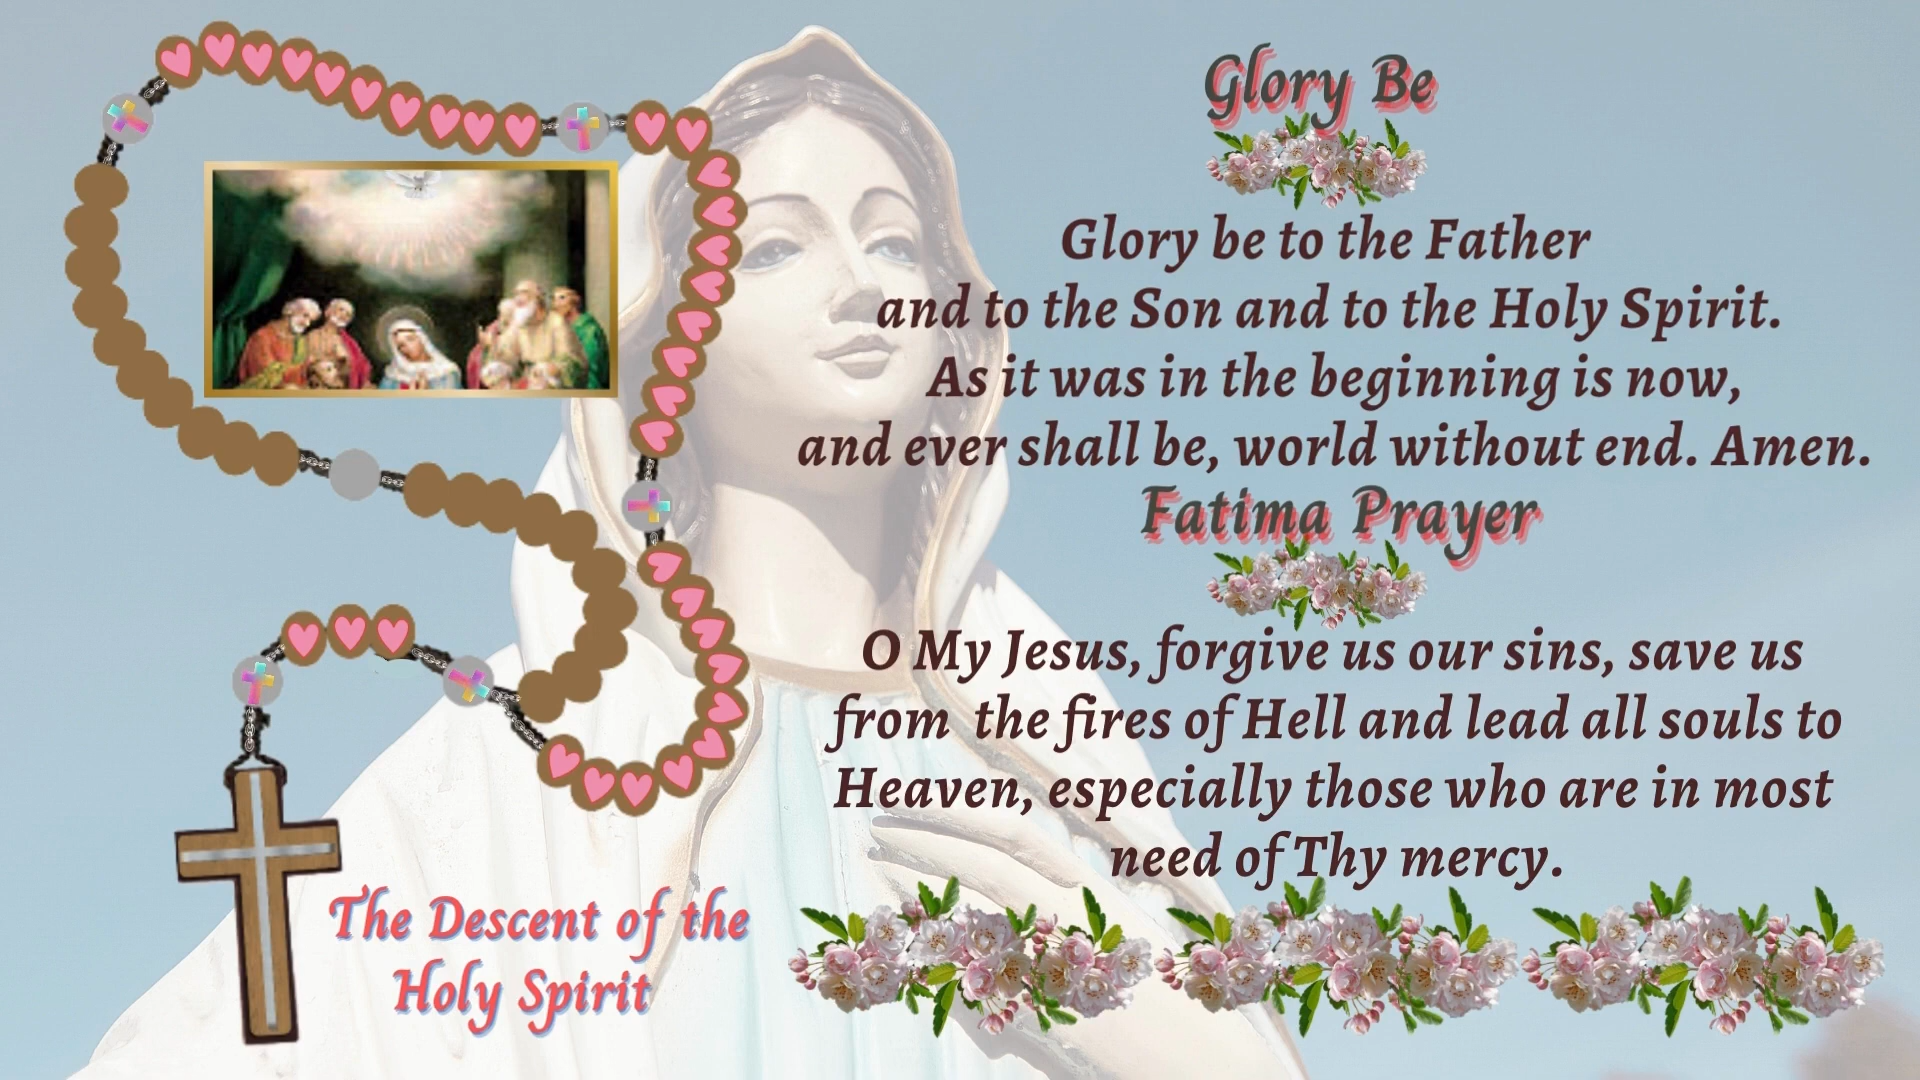 Glory Be
Glory be to the Father
and to the Son and to the Holy Spirit.
As it was in the beginning is now,
and ever shall be, world without end. Amen.
Fatima Prayer
O My Jesus, forgive us our sins, save us
from the fires of Hell and lead all souls to
Heaven, especially those who are in most
need of Thy mercy.
The Descent of the
Holy Spirit